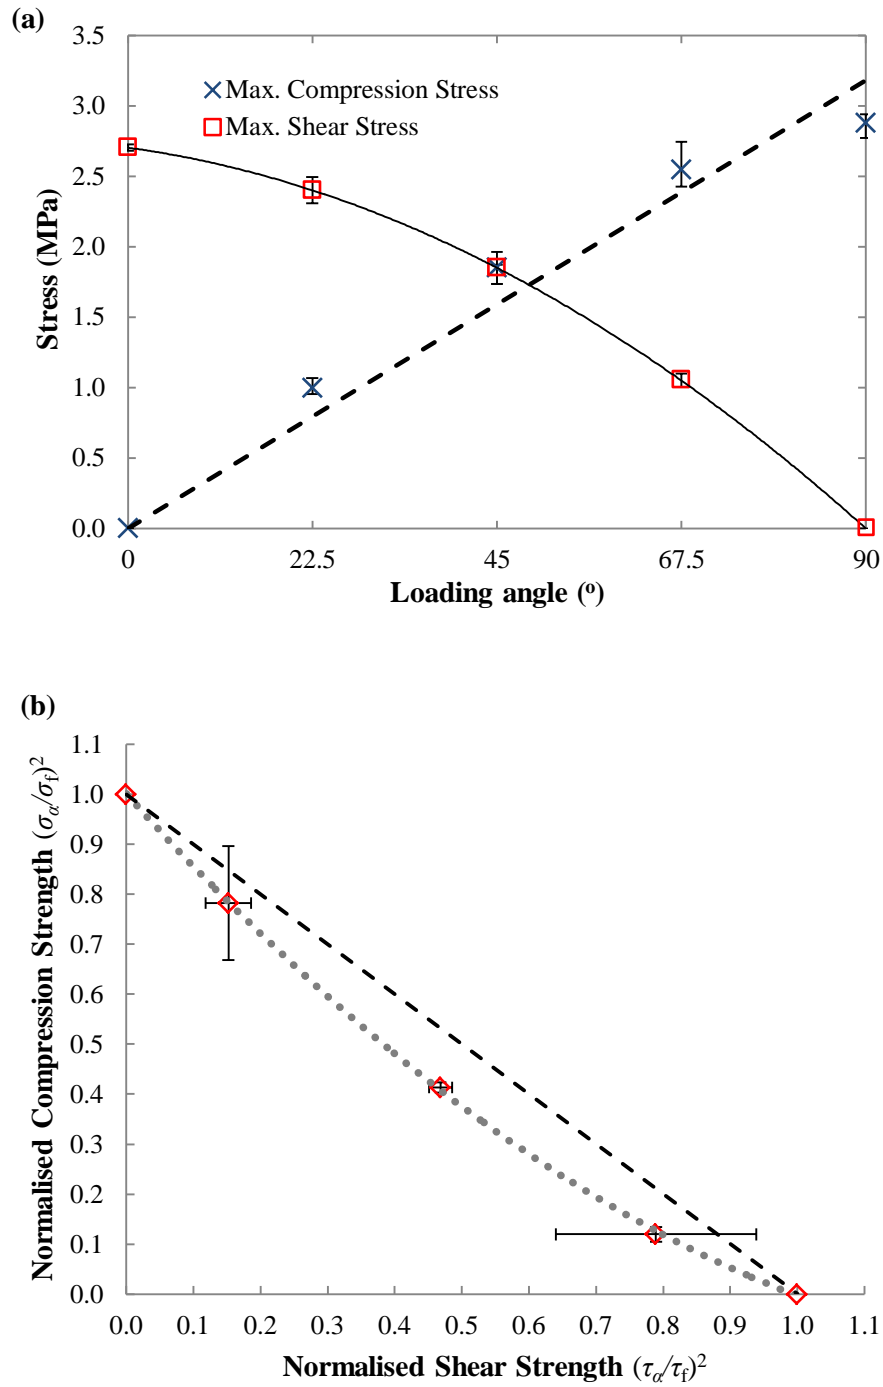 (a)
3.5
3.0
2.5
2.0
1.5
1.0
0.5
0.0
Stress (MPa)
Max. Compression Stress
Max. Shear Stress
0 22.5 45 67.5 90
Loading angle (º)
(b)
1.1
1.0
0.9
0.8
0.7
0.6
0.5
0.4
0.3
0.2
0.1
0.0
Normalised Compression Strength (σα/σf)²
0.0 0.1 0.2 0.3 0.4 0.5 0.6 0.7 0.8 0.9 1.0 1.1
Normalised Shear Strength (τα/τf)²